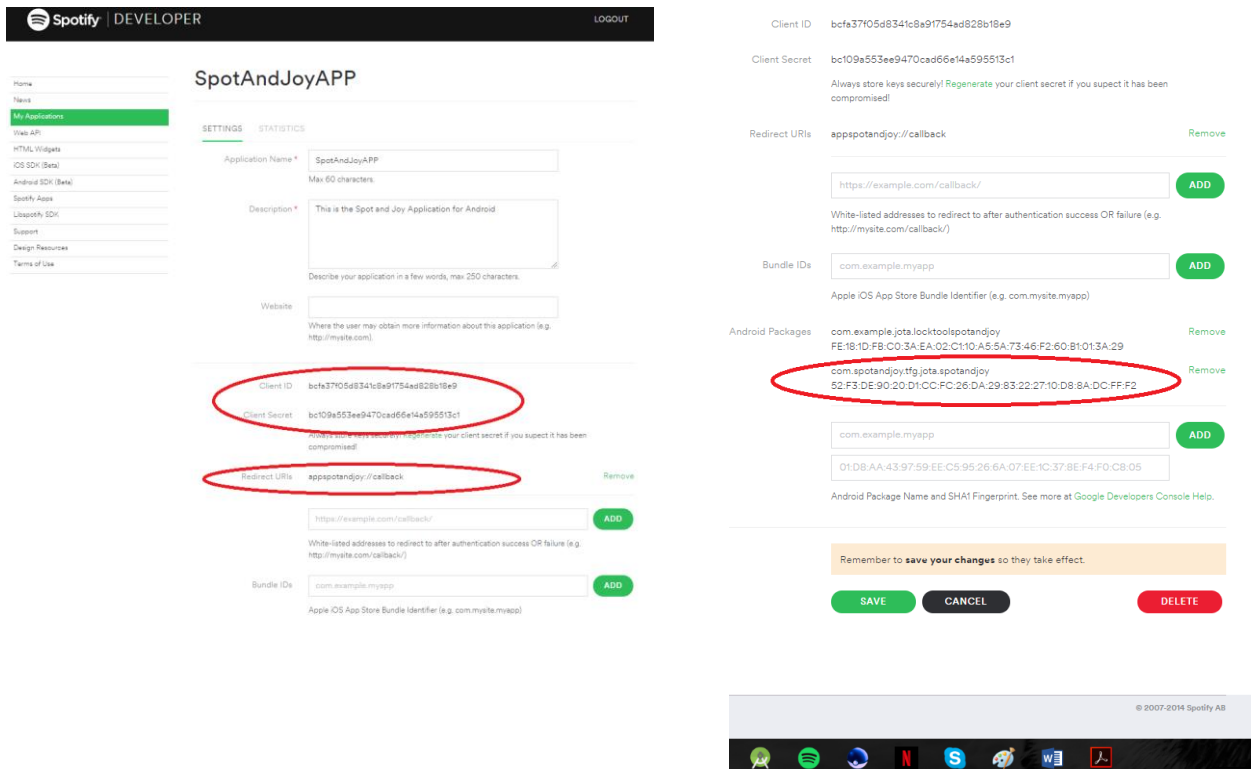 Spotify | DEVELOPER
LOGOUT
Home
News
My Applications
Web API
HTML Widgets
iOS SDK (Beta)
Android SDK (Beta)
Spotify Apps
Libspotify SDK
Support
Design Resources
Terms of Use
SpotAndJoyAPP
SETTINGS STATISTICS
Application Name * SpotAndJoyAPP
Max 60 characters.
Description * This is the Spot and Joy Application for Android
Describe your application in a few words, max 250 characters.
Website
Where the user may obtain more information about this application (e.g.
http://mysite.com).
Client ID bcfa37f05d8341c8a91754ad828b18e9
Client Secret bc109a553ee9470cad66e14a595513c1
Always store keys securely! Regenerate your client secret if you supect it has been
compromised!
Redirect URIs appspotandjoy://callback Remove
https://example.com/callback/ ADD
White-listed addresses to redirect to after authentication success OR failure (e.g.
http://mysite.com/callback/)
Bundle IDs com.example.myapp ADD
Apple iOS App Store Bundle Identifier (e.g. com.mysite.myapp)
Client ID bcfa37f05d8341c8a91754ad828b18e9
Client Secret bc109a553ee9470cad66e14a595513c1
Always store keys securely! Regenerate your client secret if you supect it has been
compromised!
Redirect URIs appspotandjoy://callback Remove
https://example.com/callback/ ADD
White-listed addresses to redirect to after authentication success OR failure (e.g.
http://mysite.com/callback/)
Bundle IDs com.example.myapp ADD
Apple iOS App Store Bundle Identifier (e.g. com.mysite.myapp)
Android Packages com.example.jota.locktoolspotandjoy Remove
FE:18:1D:FB:C0:3A:EA:02:C1:10:A5:5A:73:46:F2:60:B1:01:3A:29
com.spotandjoy.tfg.jota.spotandjoy Remove
52:F3:DE:90:20:D1:CC:FC:26:DA:29:83:22:27:10:D8:8A:DC:FF:F2
com.example.myapp ADD
01:D8:AA:43:97:59:EE:C5:95:26:6A:07:EE:1C:37:8E:F4:F0:C8:05
Android Package Name and SHA1 Fingerprint. See more at Google Developers Console Help.
Remember to save your changes so they take effect.
SAVE CANCEL DELETE
© 2007-2014 Spotify AB